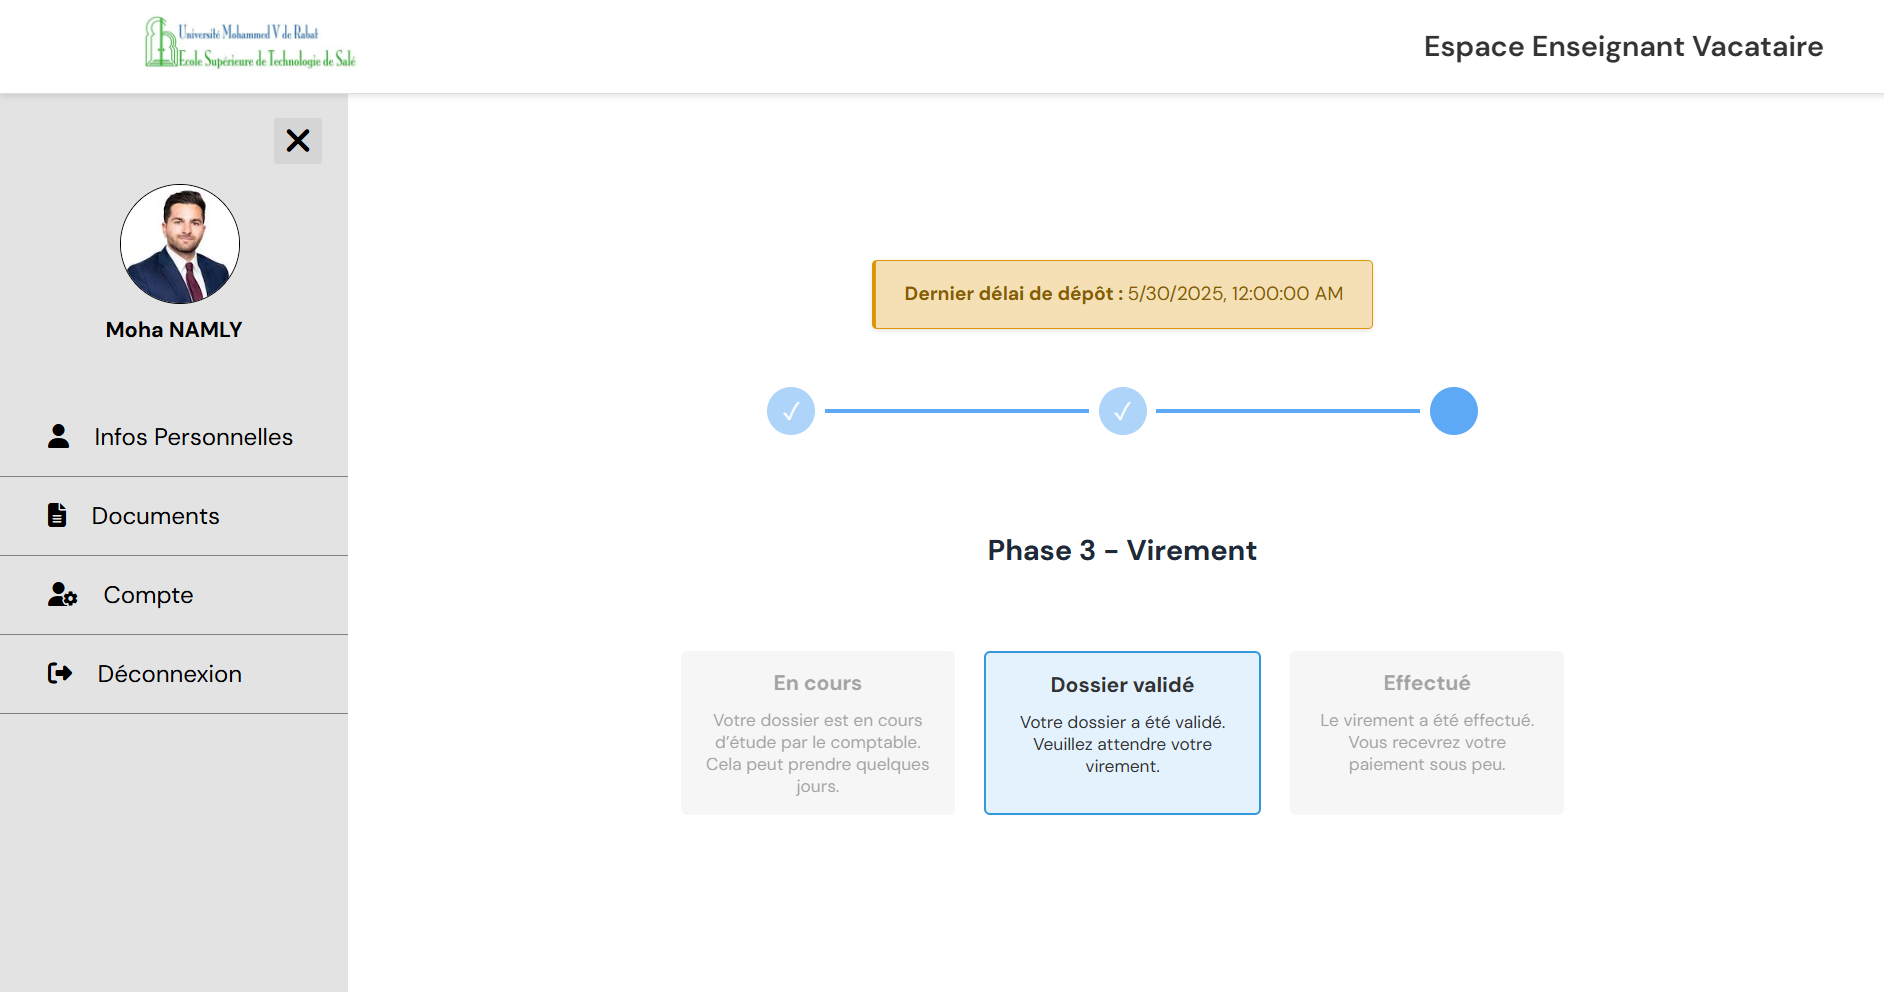 Université Mohammed V de Rabat
Ecole Supérieure de Technologie de Salé
Espace Enseignant Vacataire
Moha NAMLY
Infos Personnelles
Documents
Compte
Déconnexion
Dernier délai de dépôt : 5/30/2025, 12:00:00 AM
Phase 3 - Virement
En cours
Votre dossier est en cours
d’étude par le comptable.
Cela peut prendre quelques
jours.
Dossier validé
Votre dossier a été validé.
Veuillez attendre votre
virement.
Effectué
Le virement a été effectué.
Vous recevrez votre
paiement sous peu.